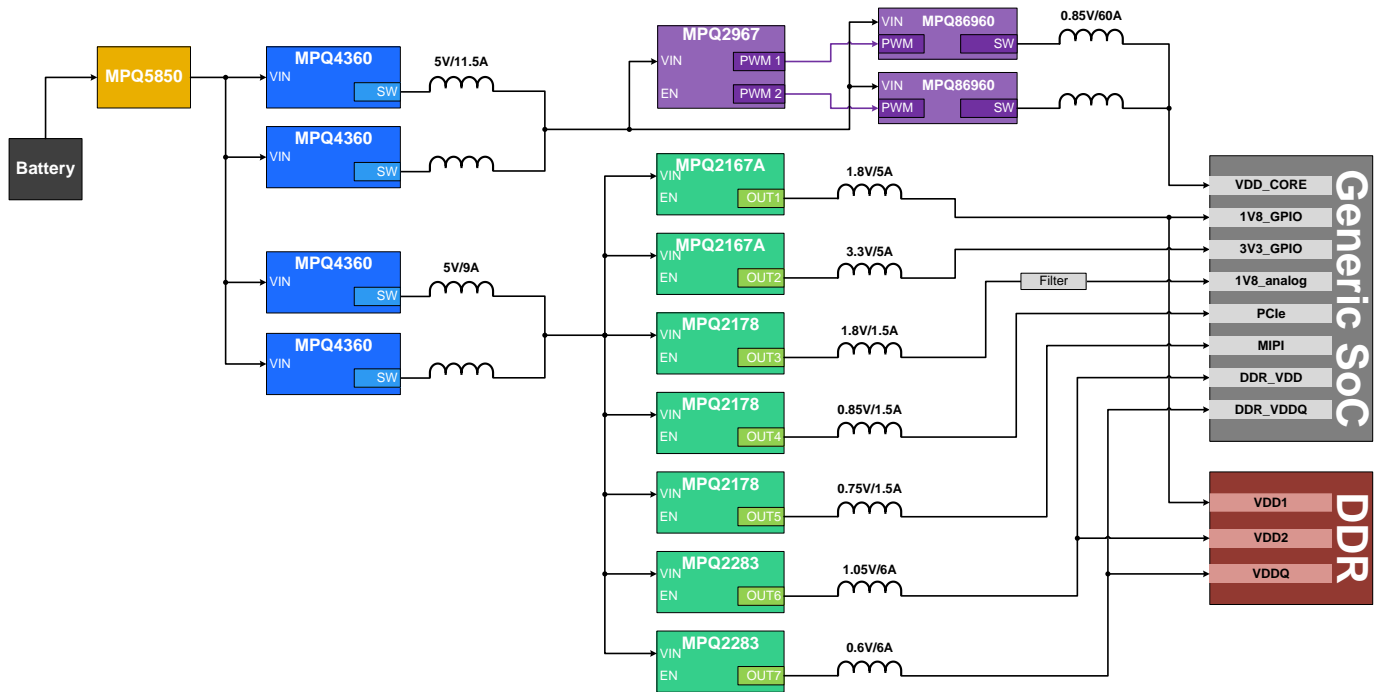 Battery
MPQ5850
MPQ4360
VIN
SW
5V/11.5A
MPQ4360
VIN
SW
MPQ4360
VIN
SW
5V/9A
MPQ4360
VIN
SW
MPQ2967
VIN
PWM 1
EN
PWM 2
MPQ86960
VIN
PWM
SW
0.85V/60A
MPQ86960
VIN
PWM
SW
MPQ2167A
VIN
EN
OUT1
1.8V/5A
MPQ2167A
VIN
EN
OUT2
3.3V/5A
MPQ2178
VIN
EN
OUT3
1.8V/1.5A
Filter
MPQ2178
VIN
EN
OUT4
0.85V/1.5A
MPQ2178
VIN
EN
OUT5
0.75V/1.5A
MPQ2283
VIN
EN
OUT6
1.05V/6A
MPQ2283
VIN
EN
OUT7
0.6V/6A
Generic SoC
VDD_CORE
1V8_GPIO
3V3_GPIO
1V8_analog
PCIe
MIPI
DDR_VDD
DDR_VDDQ
DDR
VDD1
VDD2
VDDQ